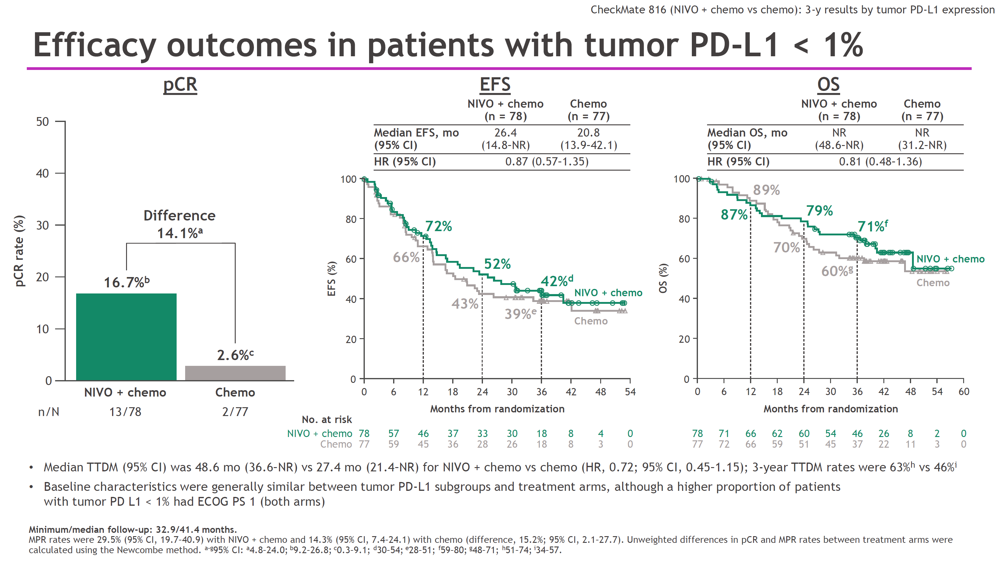 CheckMate 816 (NIVO + chemo vs chemo): 3-y results by tumor PD-L1 expression
Efficacy outcomes in patients with tumor PD-L1 < 1%
pCR
50
40
30
20
10
0
pCR rate (%)
Difference
14.1%ᵃ
16.7%ᵇ
2.6%ᶜ
NIVO + chemo Chemo
n/N 13/78 2/77
EFS
NIVO + chemo Chemo
(n = 78) (n = 77)
Median EFS, mo 26.4 20.8
(95% CI) (14.8-NR) (13.9-42.1)
HR (95% CI) 0.87 (0.57-1.35)
100
80
60
40
20
0
EFS (%)
72%
66%
52%
43%
42%ᵈ
39%ᵉ
NIVO + chemo
Chemo
0 6 12 18 24 30 36 42 48 54
Months from randomization
No. at risk
NIVO + chemo 78 57 46 37 33 30 18 8 4 0
Chemo 77 59 45 36 28 26 18 8 3 0
OS
NIVO + chemo Chemo
(n = 78) (n = 77)
Median OS, mo NR NR
(95% CI) (48.6-NR) (31.2-NR)
HR (95% CI) 0.81 (0.48-1.36)
100
80
60
40
20
0
OS (%)
89%
87%
79%
70%
71%ᶠ
60%ᵍ
NIVO + chemo
Chemo
0 6 12 18 24 30 36 42 48 54 60
Months from randomization
78 71 66 62 60 54 46 26 8 2 0
77 72 66 59 51 45 37 22 11 3 0
• Median TTDM (95% CI) was 48.6 mo (36.6-NR) vs 27.4 mo (21.4-NR) for NIVO + chemo vs chemo (HR, 0.72; 95% CI, 0.45-1.15); 3-year TTDM rates were 63%ʰ vs 46%ⁱ
• Baseline characteristics were generally similar between tumor PD-L1 subgroups and treatment arms, although a higher proportion of patients
with tumor PD L1 < 1% had ECOG PS 1 (both arms)
Minimum/median follow-up: 32.9/41.4 months.
MPR rates were 29.5% (95% CI, 19.7-40.9) with NIVO + chemo and 14.3% (95% CI, 7.4-24.1) with chemo (difference, 15.2%; 95% CI, 2.1-27.7). Unweighted differences in pCR and MPR rates between treatment arms were
calculated using the Newcombe method. ᵃ⁻ᵍ95% CI: ᵃ4.8-24.0; ᵇ9.2-26.8; ᶜ0.3-9.1; ᵈ30-54; ᵉ28-51; ᶠ59-80; ᵍ48-71; ʰ51-74; ⁱ34-57.